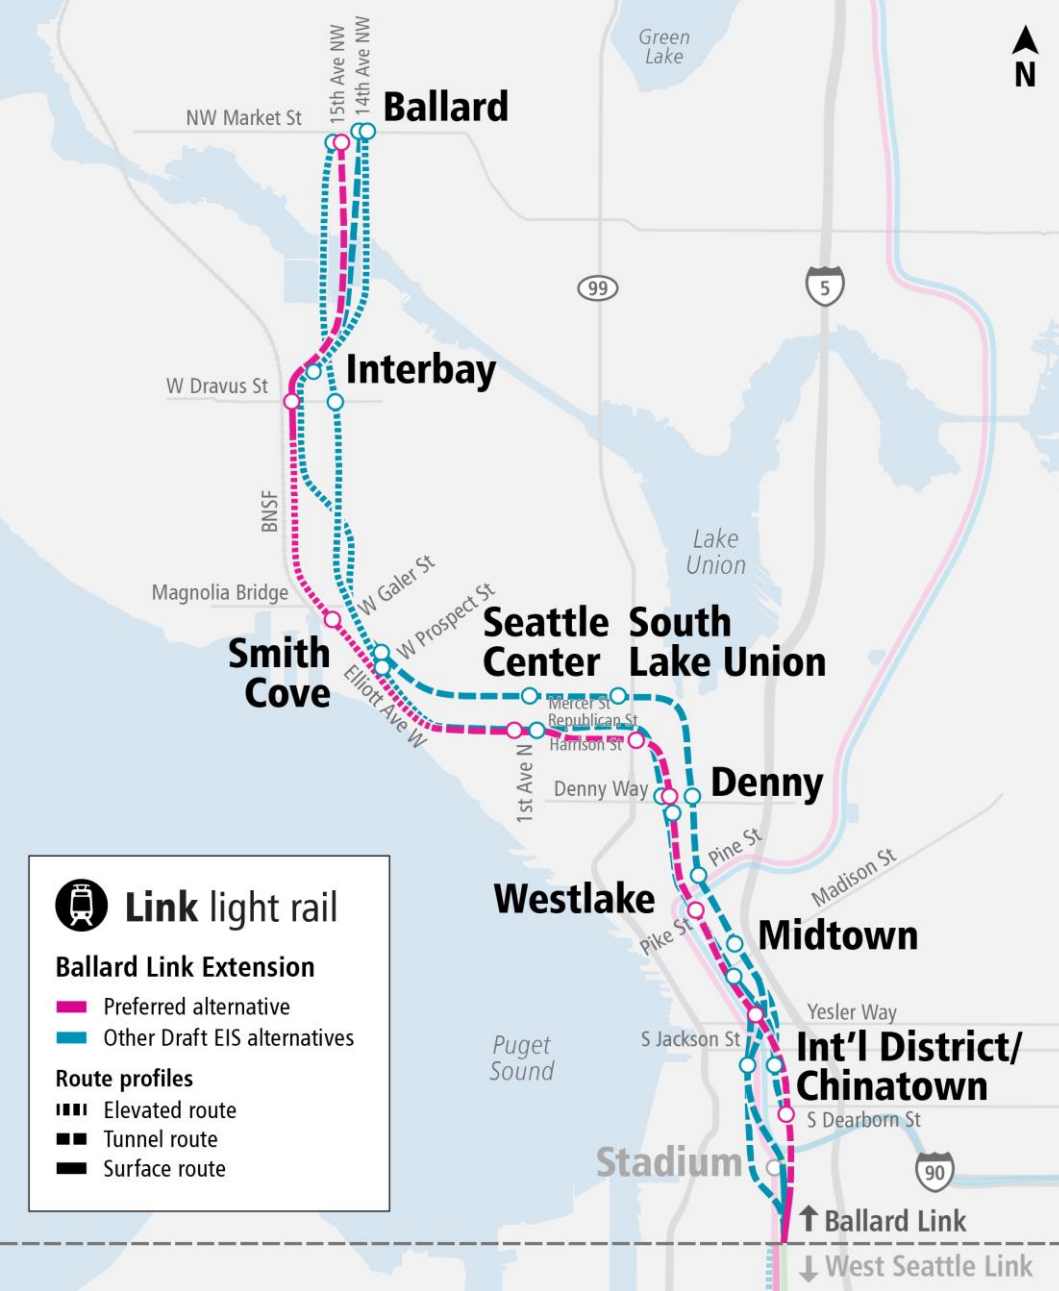 Green
Lake
N
15th Ave NW
14th Ave NW
Ballard
NW Market St
99
5
Interbay
W Dravus St
BNSF
Lake
Union
Magnolia Bridge
W Galer St
W Prospect St
Seattle
Center
South
Lake Union
Smith
Cove
Elliott Ave W
Mercer St
Republican St
Harrison St
1st Ave N
Denny Way
Denny
Pine St
Madison St
Westlake
Pike St
Midtown
Link light rail
Ballard Link Extension
Preferred alternative
Other Draft EIS alternatives
Route profiles
Elevated route
Tunnel route
Surface route
Puget
Sound
Yesler Way
S Jackson St
Int'l District/
Chinatown
S Dearborn St
Stadium
90
Ballard Link
West Seattle Link